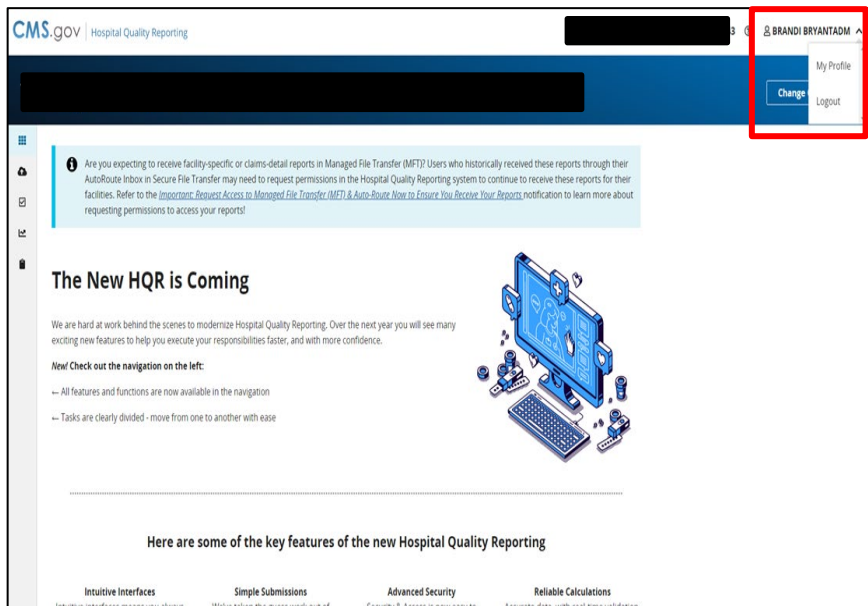 CMS.gov | Hospital Quality Reporting
3 BRANDI BRYANTADM
My Profile
Change
Logout
Are you expecting to receive facility-specific or claims-detail reports in Managed File Transfer (MFT)? Users who historically received these reports through their
AutoRoute Inbox in Secure File Transfer may need to request permissions in the Hospital Quality Reporting system to continue to receive these reports for their
facilities. Refer to the Important: Request Access to Managed File Transfer (MFT) & Auto-Route Now to Ensure You Receive Your Reports notification to learn more about
requesting permissions to access your reports!
The New HQR is Coming
We are hard at work behind the scenes to modernize Hospital Quality Reporting. Over the next year you will see many
exciting new features to help you execute your responsibilities faster, and with more confidence.
New! Check out the navigation on the left:
← All features and functions are now available in the navigation
← Tasks are clearly divided - move from one to another with ease
Here are some of the key features of the new Hospital Quality Reporting
Intuitive Interfaces Simple Submissions Advanced Security Reliable Calculations